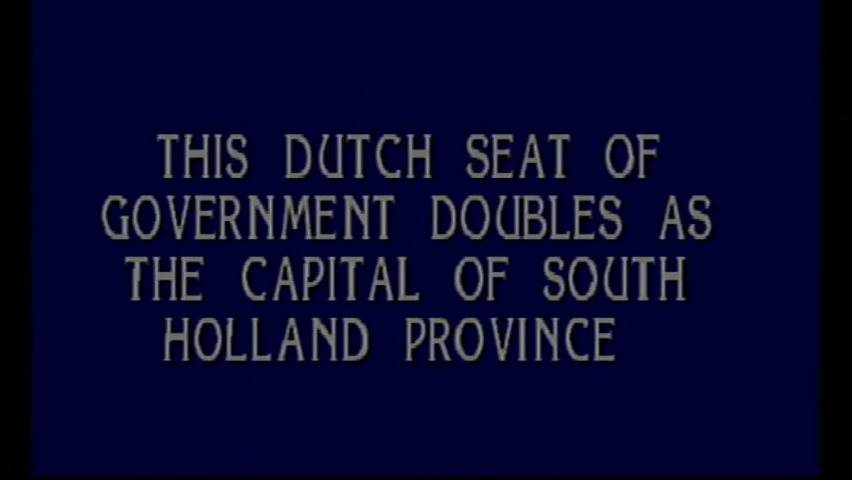 THIS DUTCH SEAT OF
GOVERNMENT DOUBLES AS
THE CAPITAL OF SOUTH
HOLLAND PROVINCE